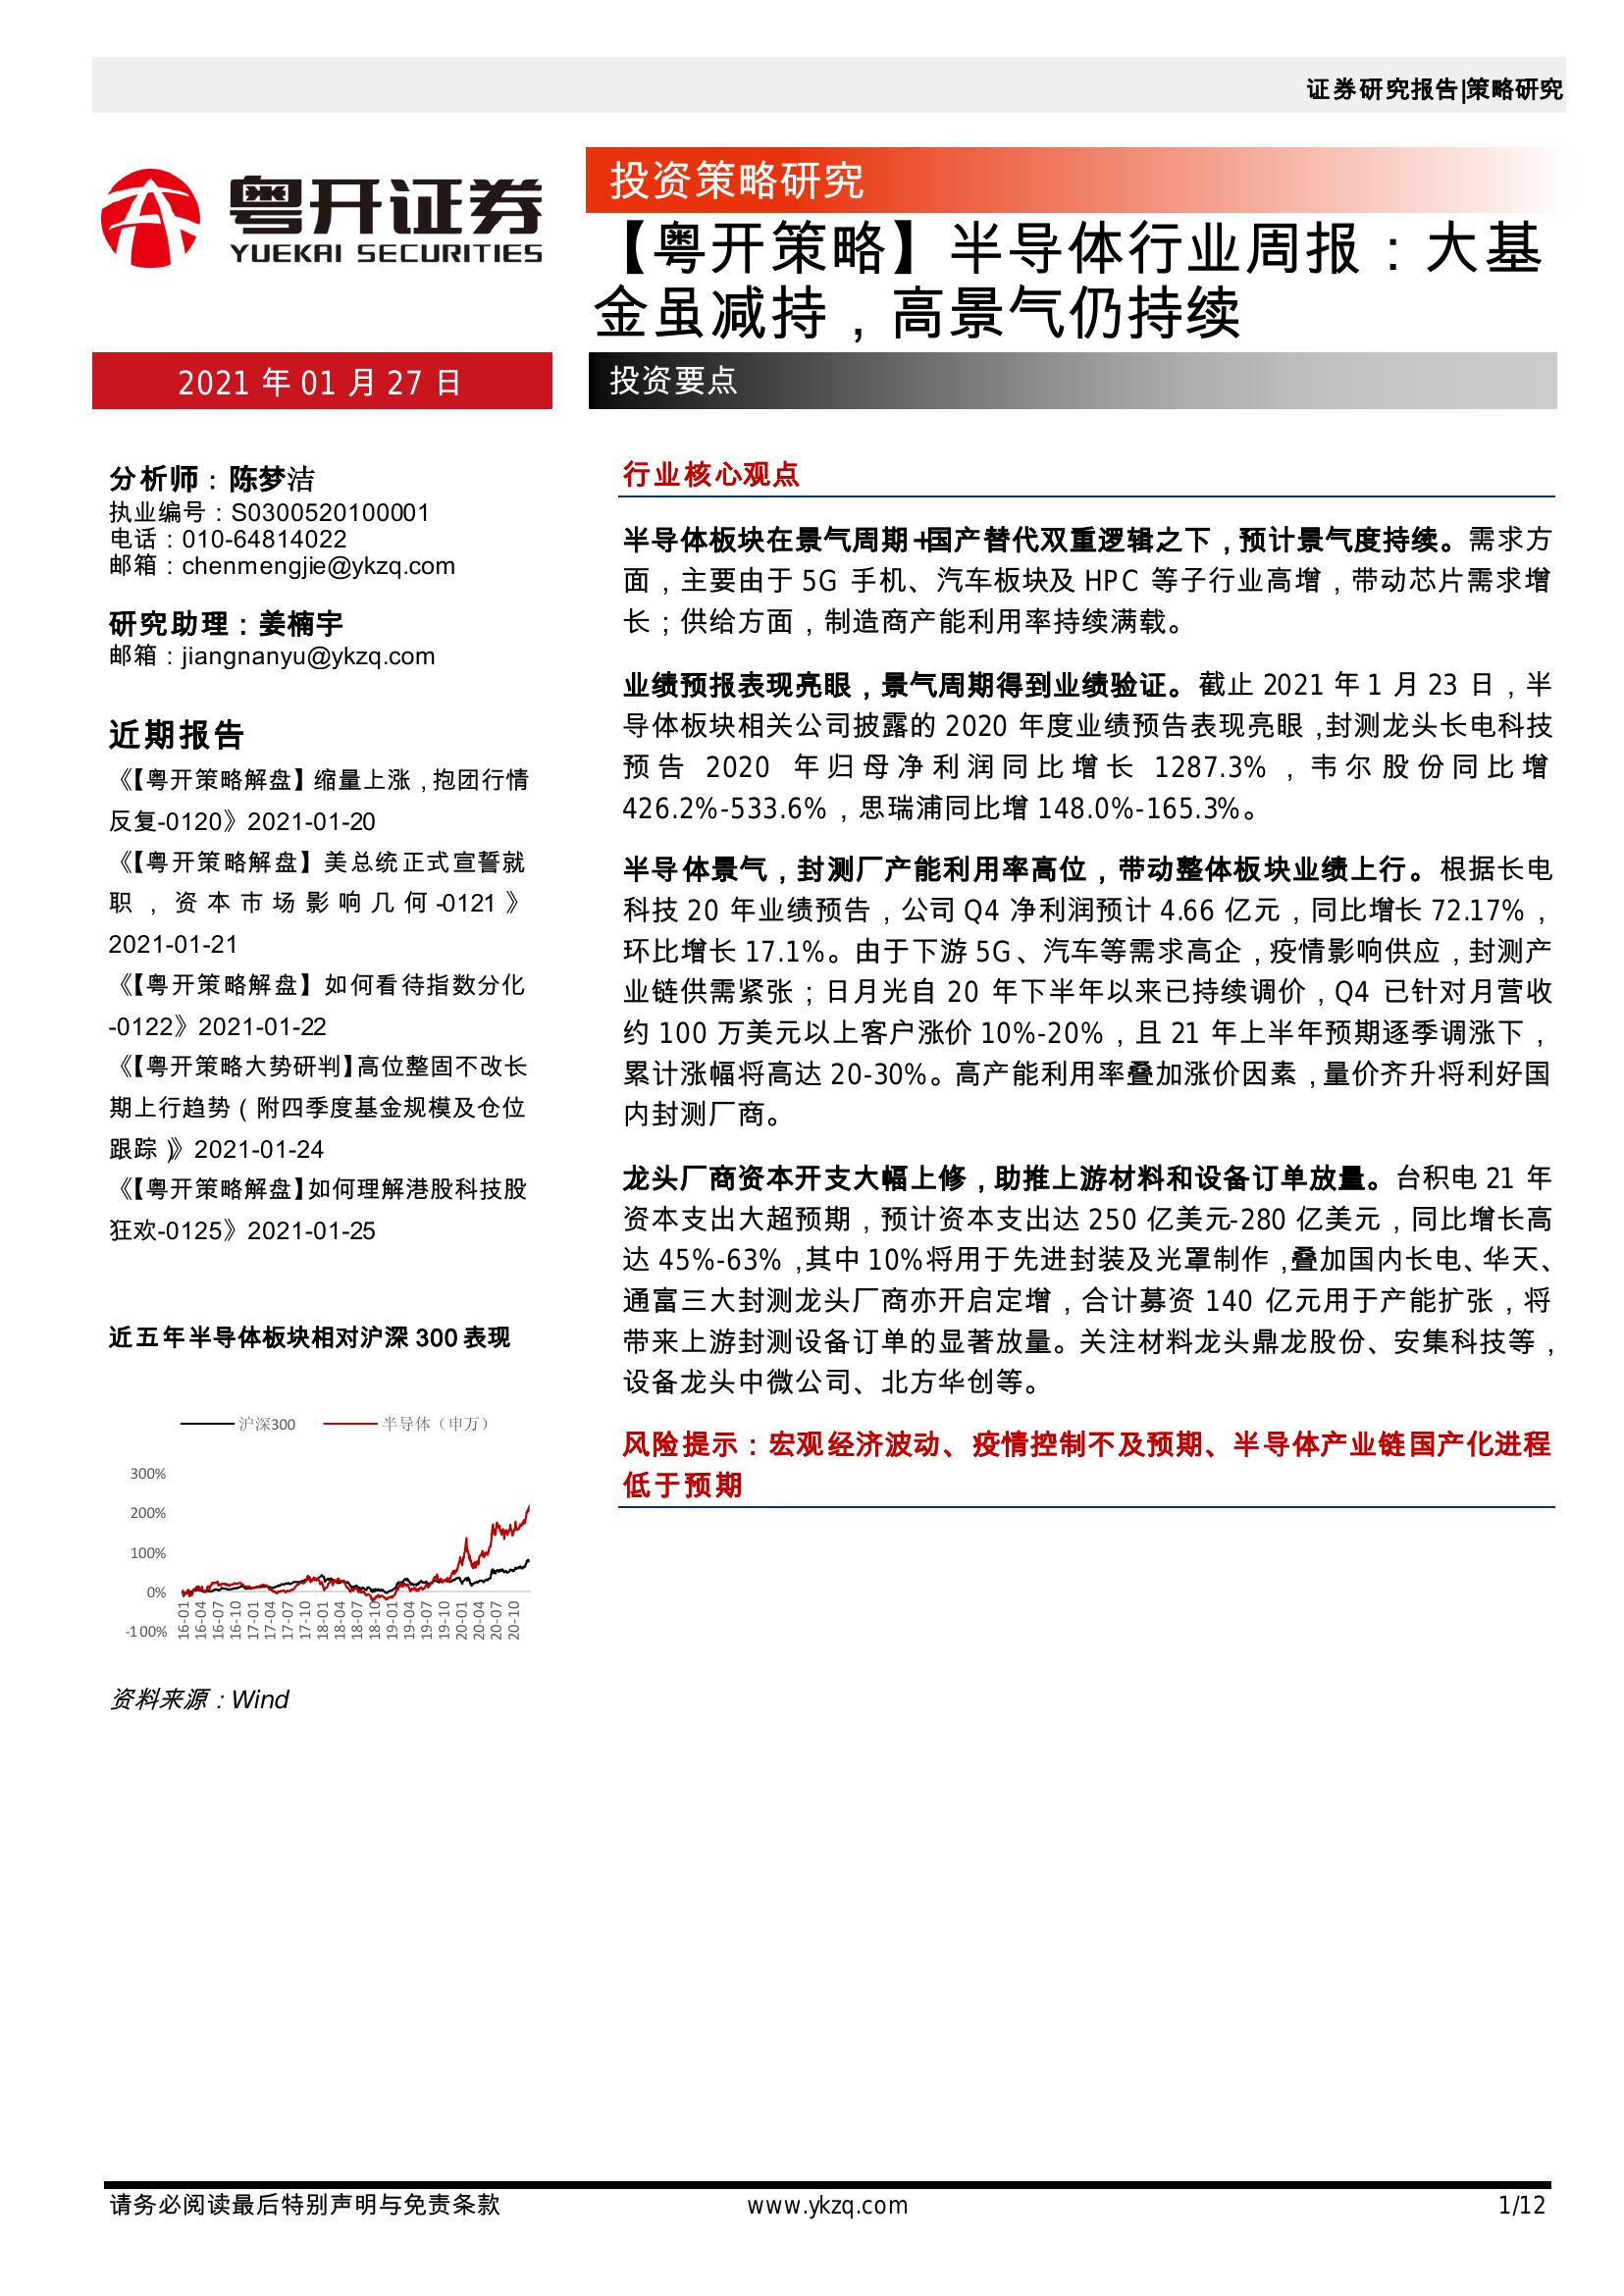 证券研究报告|策略研究
粤开证券
YUEKAI SECURITIES
投资策略研究
【粤开策略】半导体行业周报：大基
金虽减持，高景气仍持续
2021 年 01 月 27 日
投资要点
分析师：陈梦洁
执业编号：S0300520100001
电话：010-64814022
邮箱：chenmengjie@ykzq.com
研究助理：姜楠宇
邮箱：jiangnanyu@ykzq.com
近期报告
《【粤开策略解盘】缩量上涨，抱团行情
反复-0120》2021-01-20
《【粤开策略解盘】美总统正式宣誓就
职，资本市场影响几何-0121》
2021-01-21
《【粤开策略解盘】如何看待指数分化
-0122》2021-01-22
《【粤开策略大势研判】高位整固不改长
期上行趋势（附四季度基金规模及仓位
跟踪）》2021-01-24
《【粤开策略解盘】如何理解港股科技股
狂欢-0125》2021-01-25
近五年半导体板块相对沪深 300 表现
沪深300 半导体（申万）
300%
200%
100%
0%
-100%
16-01 16-04 16-07 16-10 17-01 17-04 17-07 17-10 18-01 18-04 18-07 18-10 19-01 19-04 19-07 19-10 20-01 20-04 20-07 20-10
资料来源：Wind
行业核心观点
半导体板块在景气周期+国产替代双重逻辑之下，预计景气度持续。需求方
面，主要由于 5G 手机、汽车板块及 HPC 等子行业高增，带动芯片需求增
长；供给方面，制造商产能利用率持续满载。
业绩预报表现亮眼，景气周期得到业绩验证。截止 2021 年 1 月 23 日，半
导体板块相关公司披露的 2020 年度业绩预告表现亮眼，封测龙头长电科技
预告 2020 年归母净利润同比增长 1287.3%，韦尔股份同比增
426.2%-533.6%，思瑞浦同比增 148.0%-165.3%。
半导体景气，封测厂产能利用率高位，带动整体板块业绩上行。根据长电
科技 20 年业绩预告，公司 Q4 净利润预计 4.66 亿元，同比增长 72.17%，
环比增长 17.1%。由于下游 5G、汽车等需求高企，疫情影响供应，封测产
业链供需紧张；日月光自 20 年下半年以来已持续调价，Q4 已针对月营收
约 100 万美元以上客户涨价 10%-20%，且 21 年上半年预期逐季调涨下，
累计涨幅将高达 20-30%。高产能利用率叠加涨价因素，量价齐升将利好国
内封测厂商。
龙头厂商资本开支大幅上修，助推上游材料和设备订单放量。台积电 21 年
资本支出大超预期，预计资本支出达 250 亿美元-280 亿美元，同比增长高
达 45%-63%，其中 10%将用于先进封装及光罩制作，叠加国内长电、华天、
通富三大封测龙头厂商亦开启定增，合计募资 140 亿元用于产能扩张，将
带来上游封测设备订单的显著放量。关注材料龙头鼎龙股份、安集科技等，
设备龙头中微公司、北方华创等。
风险提示：宏观经济波动、疫情控制不及预期、半导体产业链国产化进程
低于预期
请务必阅读最后特别声明与免责条款 www.ykzq.com 1/12